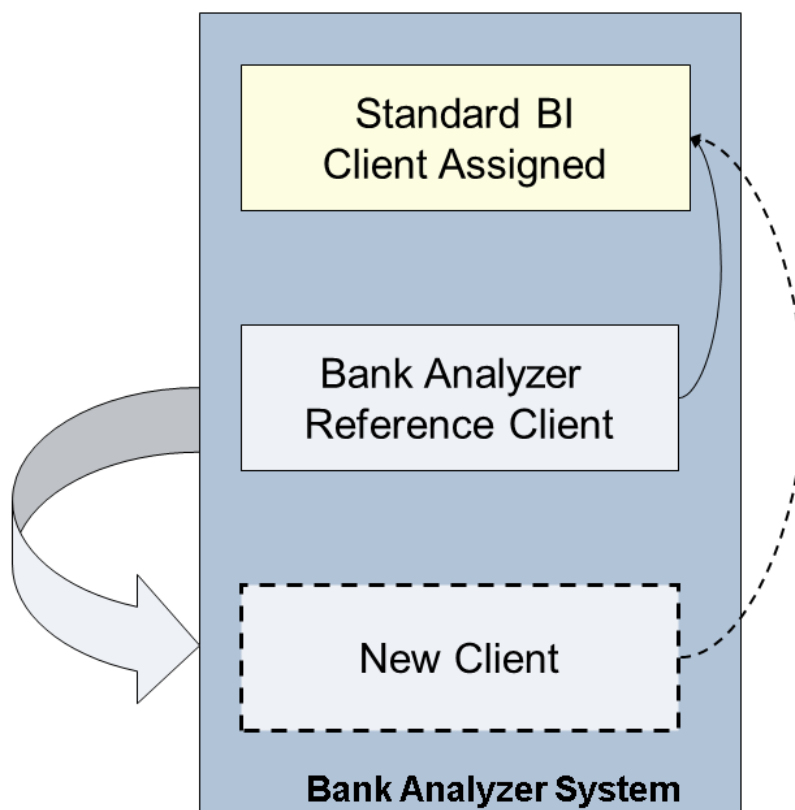 Standard BI
Client Assigned
Bank Analyzer
Reference Client
New Client
Bank Analyzer System